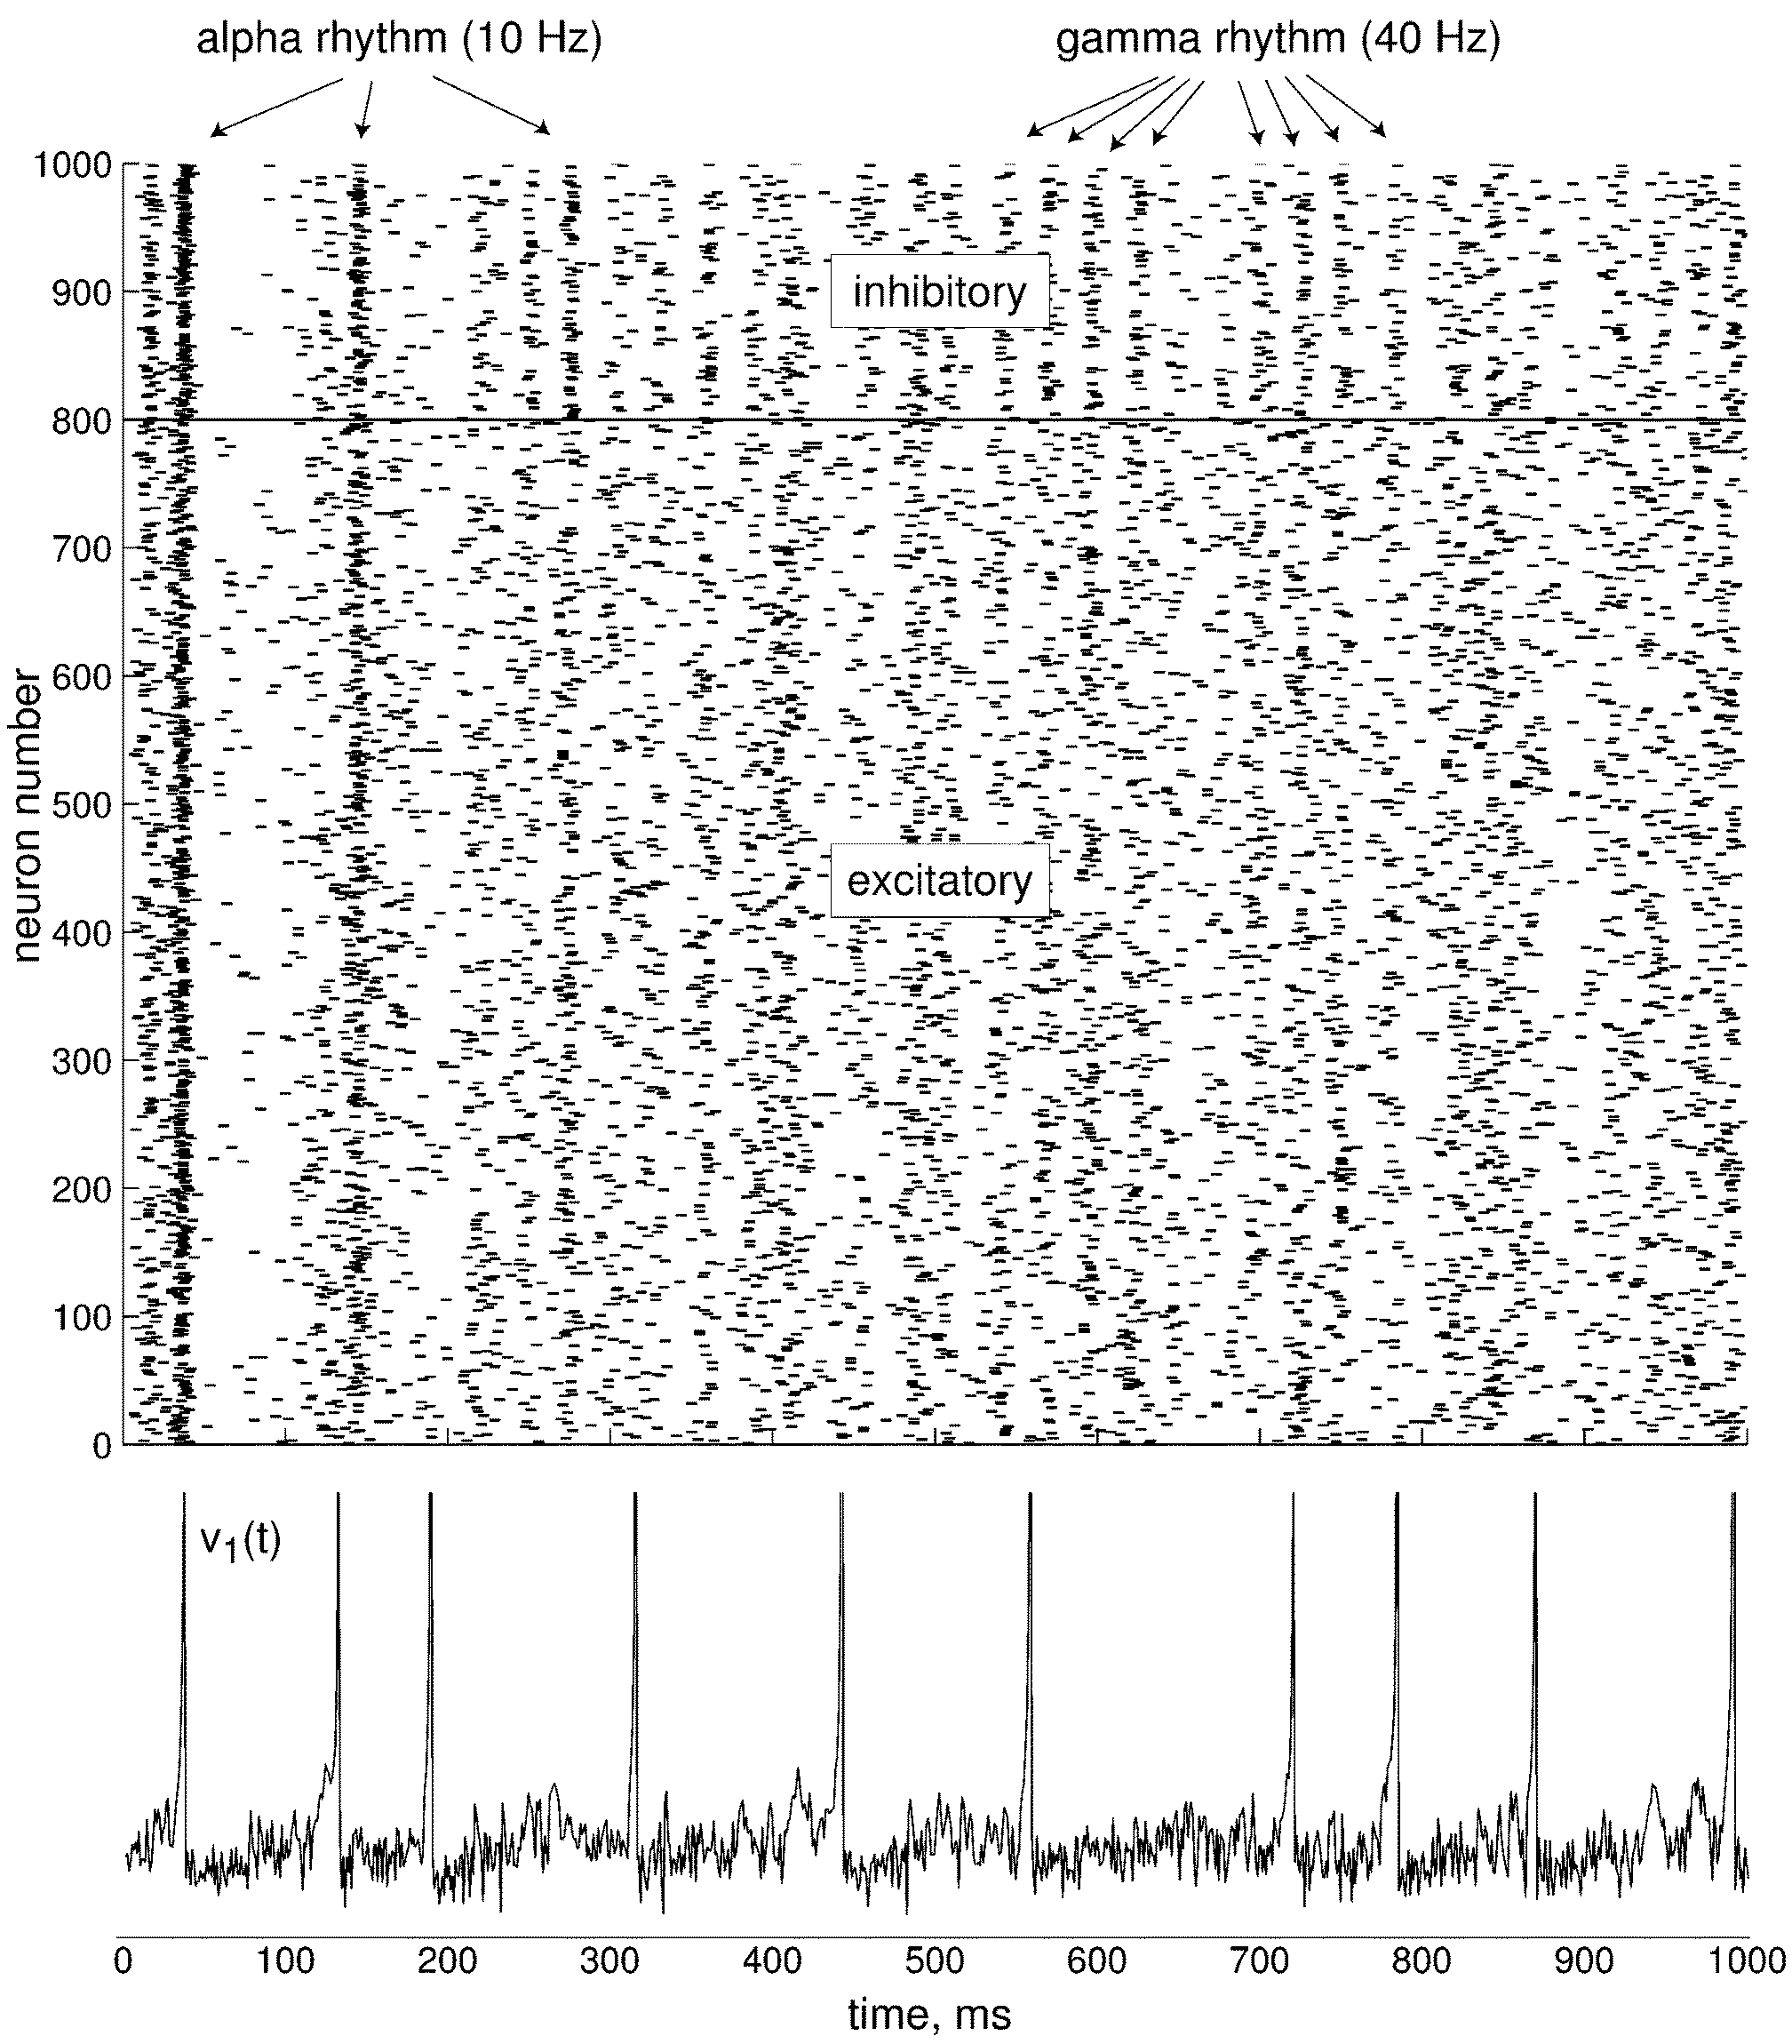 alpha rhythm (10 Hz)
gamma rhythm (40 Hz)
1000
900
800
700
600
500
400
300
200
100
0
neuron number
inhibitory
excitatory
v1(t)
0 100 200 300 400 500 600 700 800 900 1000
time, ms